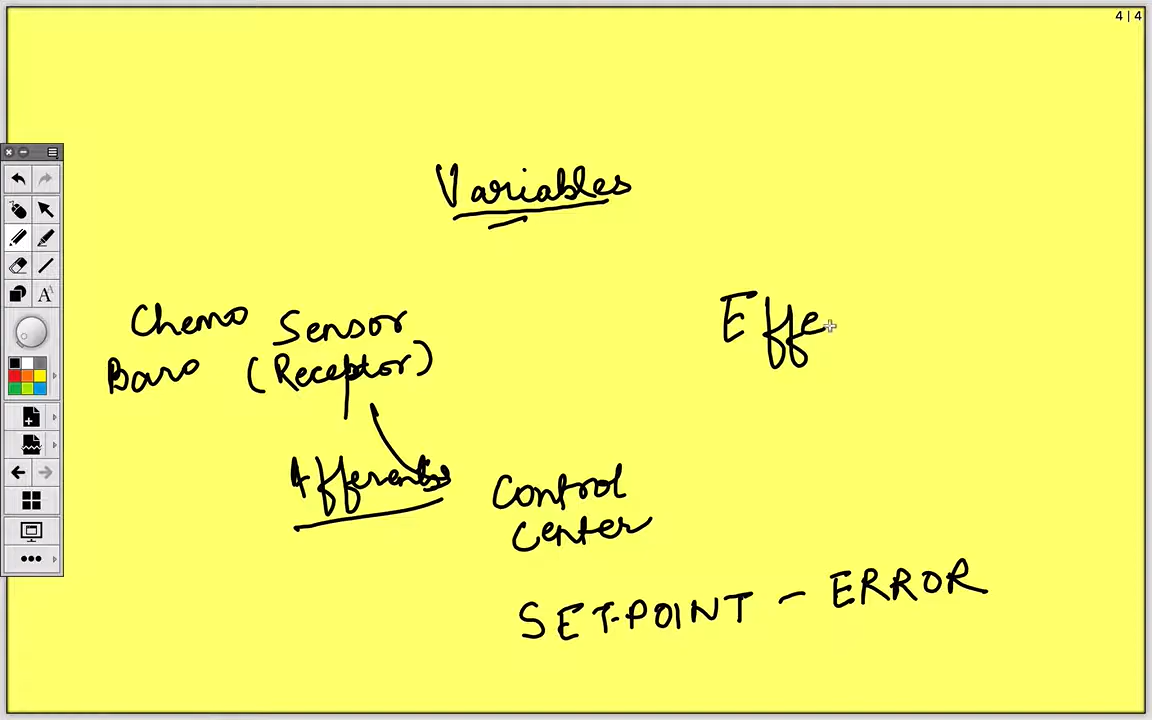 4|4
Variables
Chemo Sensor
Baro (Receptor)
Effe
Afferents
Control
Center
SET-POINT - ERROR
A